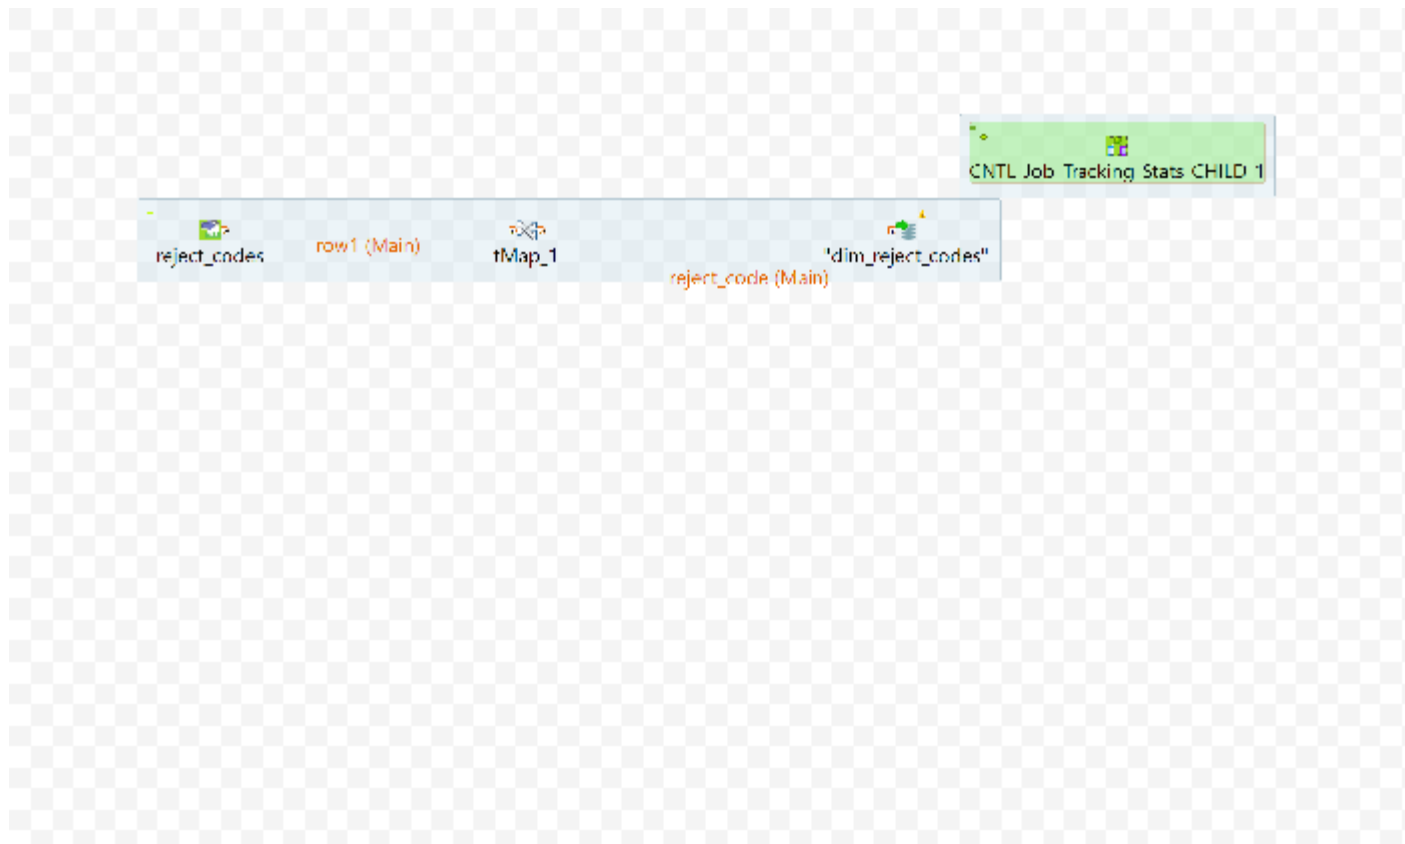 CNTL Job Tracking Stats CHILD 1
reject_codes
row1 (Main)
tMap_1
"dim_reject_codes"
reject_code (Main)